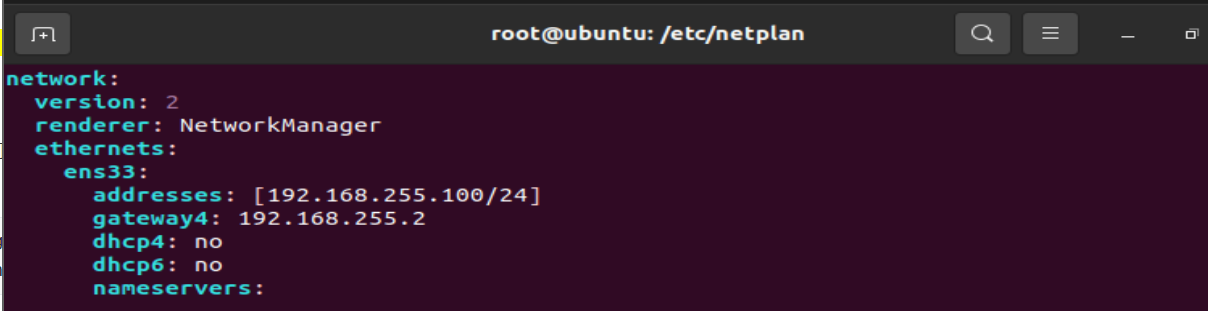 root@ubuntu: /etc/netplan
network:
  version: 2
  renderer: NetworkManager
  ethernets:
    ens33:
      addresses: [192.168.255.100/24]
      gateway4: 192.168.255.2
      dhcp4: no
      dhcp6: no
      nameservers: